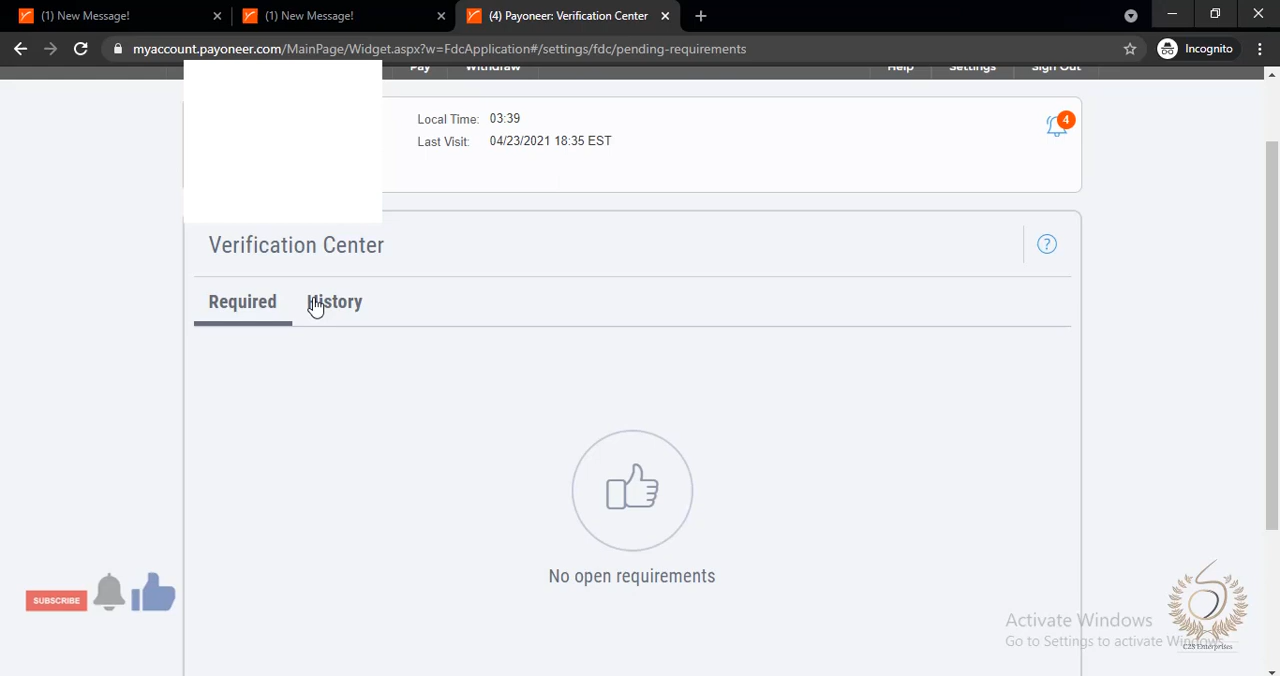 (1) New Message!
(1) New Message!
(4) Payoneer: Verification Center
myaccount.payoneer.com/MainPage/Widget.aspx?w=FdcApplication#/settings/fdc/pending-requirements
Incognito
Pay
Withdraw
Help
Settings
Sign Out
Local Time: 03:39
4
Last Visit: 04/23/2021 18:35 EST
Verification Center
?
Required
History
No open requirements
SUBSCRIBE
Activate Windows
Go to Settings to activate Windows.
C2S Enterprises